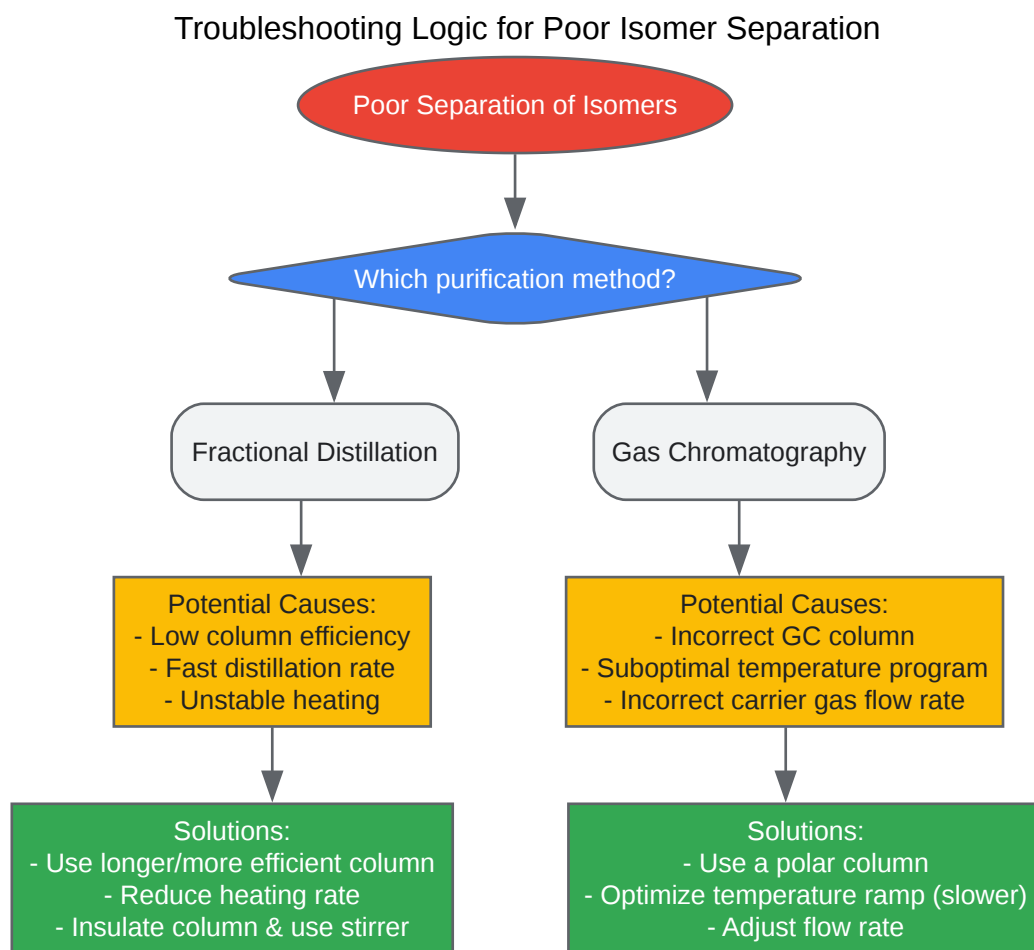 Troubleshooting Logic for Poor Isomer Separation
Poor Separation of Isomers
Which purification method?
Fractional Distillation
Gas Chromatography
Potential Causes:
- Low column efficiency
- Fast distillation rate
- Unstable heating
Potential Causes:
- Incorrect GC column
- Suboptimal temperature program
- Incorrect carrier gas flow rate
Solutions:
- Use longer/more efficient column
- Reduce heating rate
- Insulate column & use stirrer
Solutions:
- Use a polar column
- Optimize temperature ramp (slower)
- Adjust flow rate